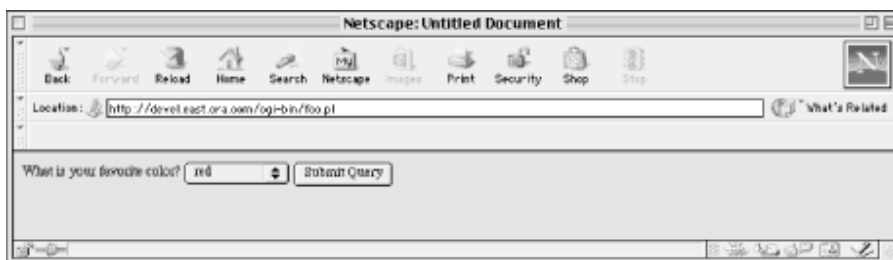 Netscape: Untitled Document
Back Forward Reload Home Search My Netscape Images Print Security Shop Stop N
Location: http://devel.east.ora.com/cgi-bin/foo.pl What's Related
What is your favorite color? red Submit Query